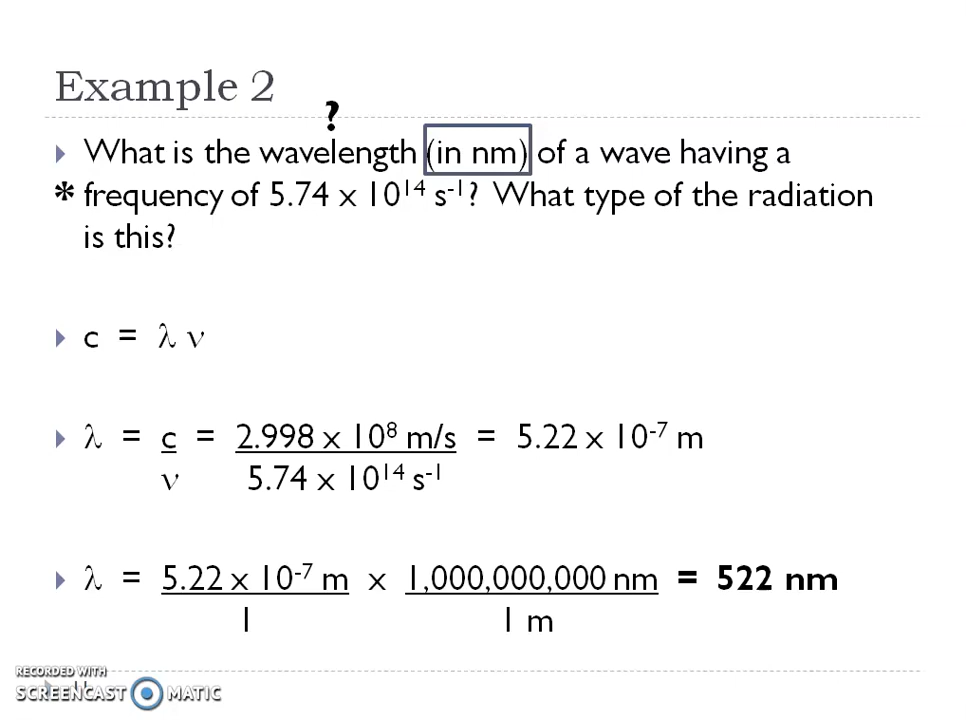 Example 2
?
What is the wavelength (in nm) of a wave having a
* frequency of 5.74 x 10¹⁴ s⁻¹? What type of the radiation
is this?
c = λ ν
λ = c = 2.998 x 10⁸ m/s = 5.22 x 10⁻⁷ m
ν 5.74 x 10¹⁴ s⁻¹
λ = 5.22 x 10⁻⁷ m x 1,000,000,000 nm = 522 nm
1 1 m
RECORDED WITH
SCREENCAST MATIC